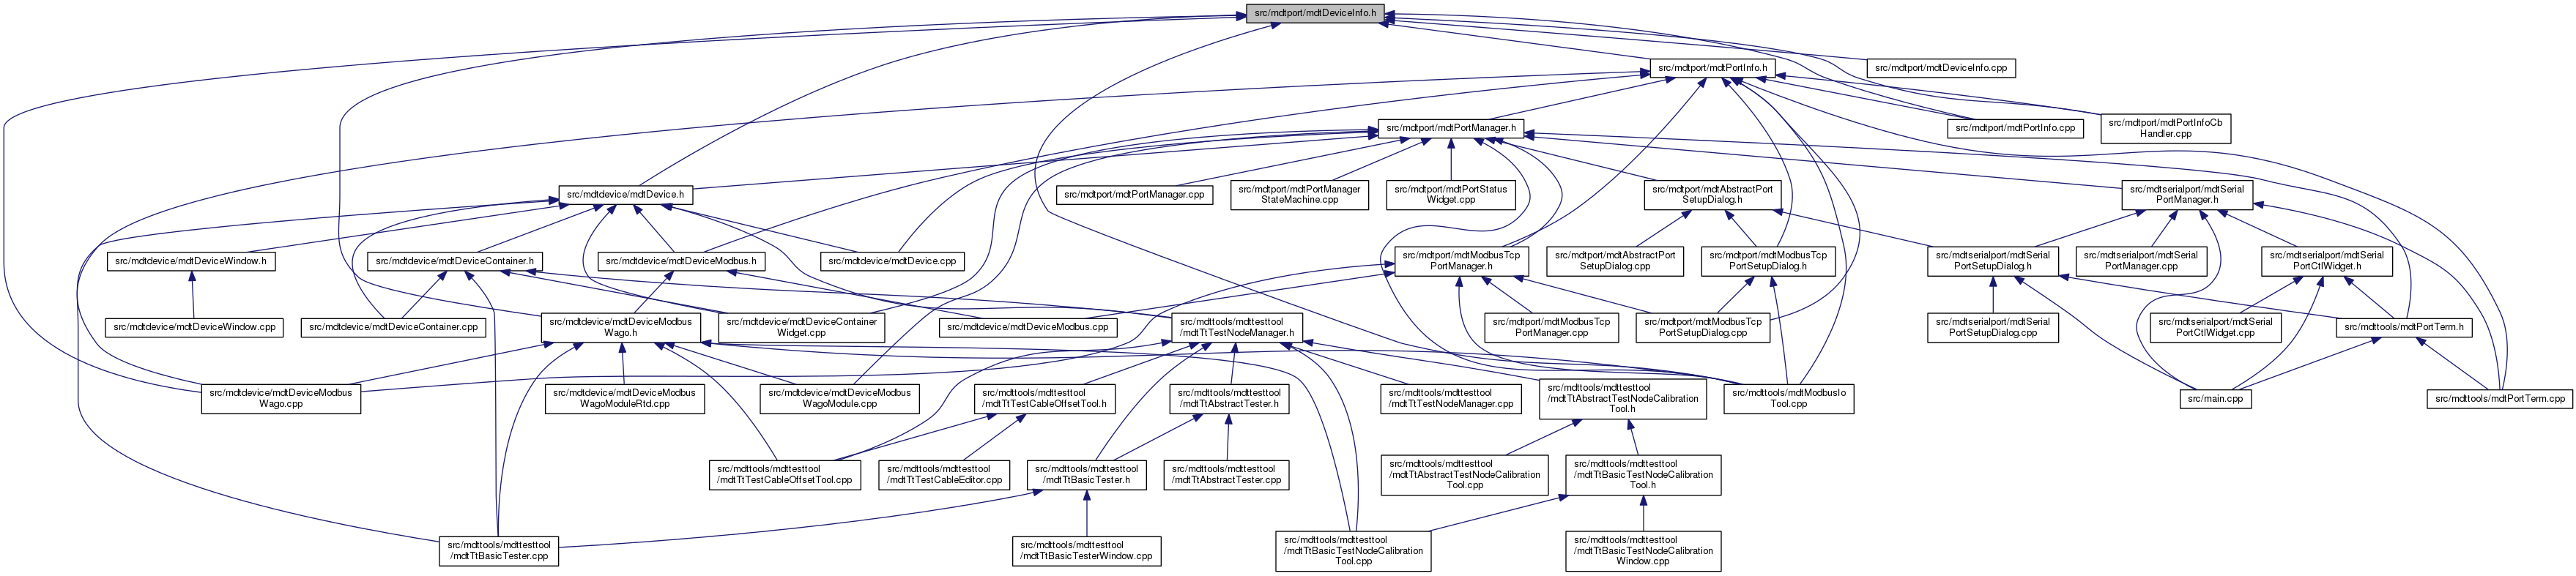 src/mdtport/mdtDeviceInfo.h
src/mdtport/mdtPortInfo.h
src/mdtport/mdtDeviceInfo.cpp
src/mdtport/mdtPortManager.h
src/mdtport/mdtPortInfo.cpp
src/mdtport/mdtPortInfoCb
Handler.cpp
src/mdtdevice/mdtDevice.h
src/mdtport/mdtPortManager.cpp
src/mdtport/mdtPortManager
StateMachine.cpp
src/mdtport/mdtPortStatus
Widget.cpp
src/mdtport/mdtAbstractPort
SetupDialog.h
src/mdtserialport/mdtSerial
PortManager.h
src/mdtdevice/mdtDeviceWindow.h
src/mdtdevice/mdtDeviceContainer.h
src/mdtdevice/mdtDeviceModbus.h
src/mdtdevice/mdtDevice.cpp
src/mdtport/mdtModbusTcp
PortManager.h
src/mdtport/mdtAbstractPort
SetupDialog.cpp
src/mdtport/mdtModbusTcp
PortSetupDialog.h
src/mdtserialport/mdtSerial
PortSetupDialog.h
src/mdtserialport/mdtSerial
PortManager.cpp
src/mdtserialport/mdtSerial
PortCtlWidget.h
src/mdtdevice/mdtDeviceWindow.cpp
src/mdtdevice/mdtDeviceContainer.cpp
src/mdtdevice/mdtDeviceModbus
Wago.h
src/mdtdevice/mdtDeviceContainer
Widget.cpp
src/mdtdevice/mdtDeviceModbus.cpp
src/mdttools/mdttesttool
/mdtTtTestNodeManager.h
src/mdtport/mdtModbusTcp
PortManager.cpp
src/mdtport/mdtModbusTcp
PortSetupDialog.cpp
src/mdtserialport/mdtSerial
PortSetupDialog.cpp
src/mdtserialport/mdtSerial
PortCtlWidget.cpp
src/mdttools/mdtPortTerm.h
src/mdtdevice/mdtDeviceModbus
Wago.cpp
src/mdtdevice/mdtDeviceModbus
WagoModuleRtd.cpp
src/mdtdevice/mdtDeviceModbus
WagoModule.cpp
src/mdttools/mdttesttool
/mdtTtTestCableOffsetTool.h
src/mdttools/mdttesttool
/mdtTtAbstractTester.h
src/mdttools/mdttesttool
/mdtTtTestNodeManager.cpp
src/mdttools/mdttesttool
/mdtTtAbstractTestNodeCalibration
Tool.h
src/mdttools/mdtModbusIo
Tool.cpp
src/main.cpp
src/mdttools/mdtPortTerm.cpp
src/mdttools/mdttesttool
/mdtTtTestCableOffsetTool.cpp
src/mdttools/mdttesttool
/mdtTtTestCableEditor.cpp
src/mdttools/mdttesttool
/mdtTtBasicTester.h
src/mdttools/mdttesttool
/mdtTtAbstractTester.cpp
src/mdttools/mdttesttool
/mdtTtAbstractTestNodeCalibration
Tool.cpp
src/mdttools/mdttesttool
/mdtTtBasicTestNodeCalibration
Tool.h
src/mdttools/mdttesttool
/mdtTtBasicTester.cpp
src/mdttools/mdttesttool
/mdtTtBasicTesterWindow.cpp
src/mdttools/mdttesttool
/mdtTtBasicTestNodeCalibration
Tool.cpp
src/mdttools/mdttesttool
/mdtTtBasicTestNodeCalibration
Window.cpp